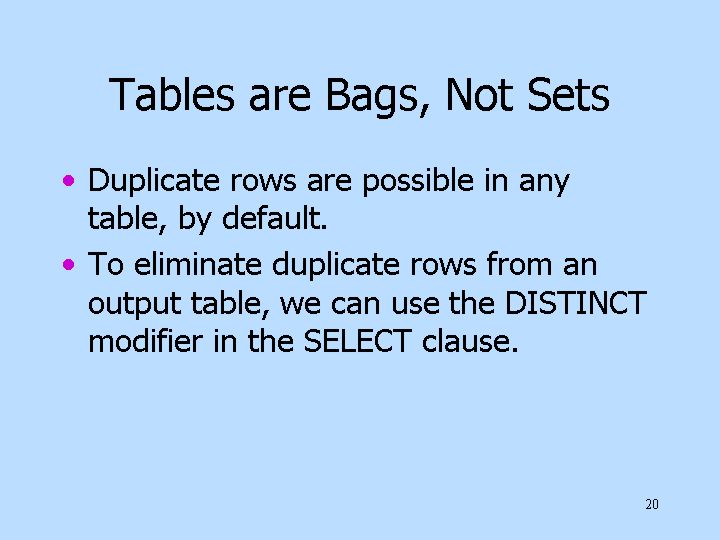 Tables are Bags, Not Sets
• Duplicate rows are possible in any
table, by default.
• To eliminate duplicate rows from an
output table, we can use the DISTINCT
modifier in the SELECT clause.
20